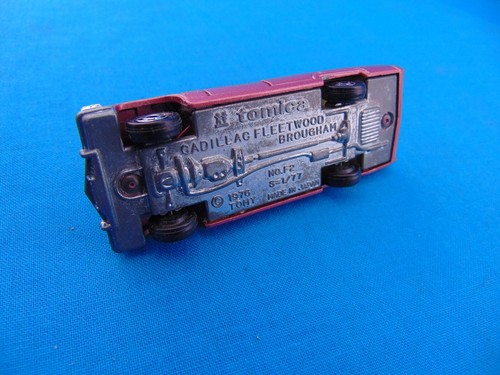 tomica
CADILLAC FLEETWOOD
BROUGHAM
NO.F2
S=1/77
© 1976
TOMY MADE IN JAPAN